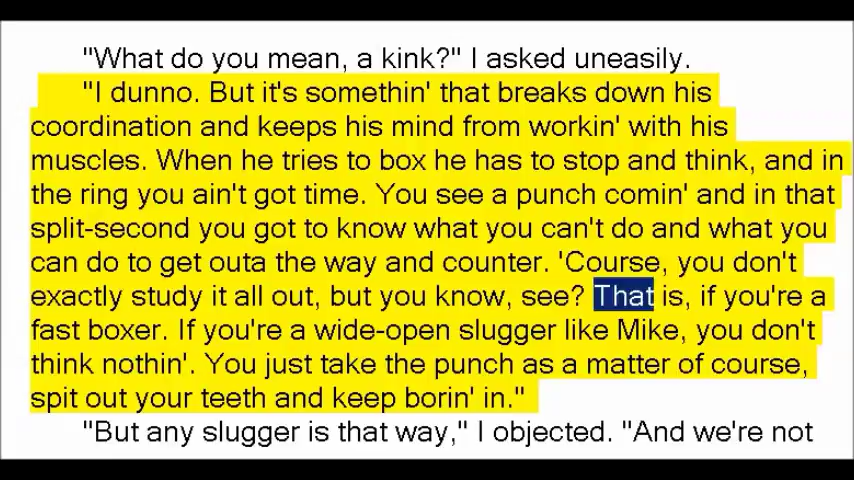 "What do you mean, a kink?" I asked uneasily.
"I dunno. But it's somethin' that breaks down his
coordination and keeps his mind from workin' with his
muscles. When he tries to box he has to stop and think, and in
the ring you ain't got time. You see a punch comin' and in that
split-second you got to know what you can't do and what you
can do to get outa the way and counter. 'Course, you don't
exactly study it all out, but you know, see? That is, if you're a
fast boxer. If you're a wide-open slugger like Mike, you don't
think nothin'. You just take the punch as a matter of course,
spit out your teeth and keep borin' in."
"But any slugger is that way," I objected. "And we're not